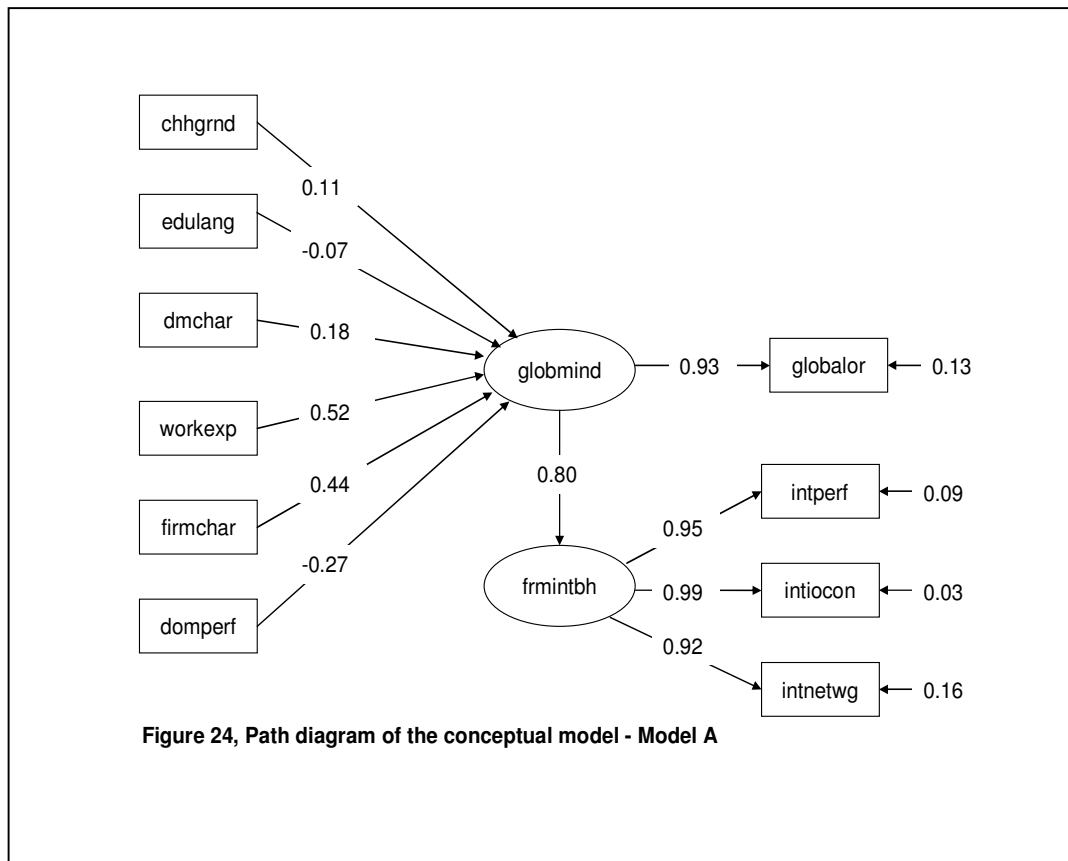 chhgrnd
0.11
edulang
-0.07
dmchar
0.18
globmind
0.93
globalor
0.13
workexp
0.52
0.80
firmchar
0.44
intperf
0.09
0.95
-0.27
frmintbh
0.99
intiocon
0.03
domperf
0.92
intnetwg
0.16
Figure 24, Path diagram of the conceptual model - Model A